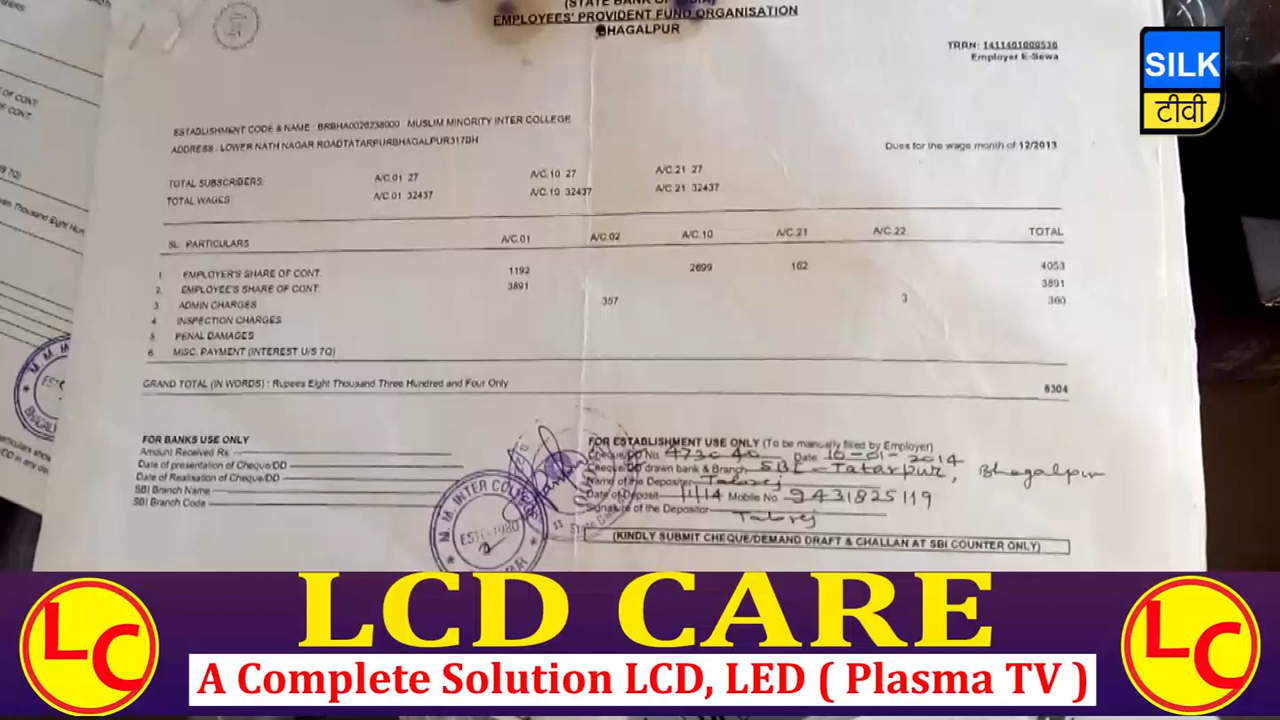 (STATE BANK OF INDIA)
EMPLOYEES' PROVIDENT FUND ORGANISATION
BHAGALPUR
TRRN: 1411401000536
Employer E-Sewa
SILK
टीवी
ESTABLISHMENT CODE & NAME : BRBHA0026238000 MUSLIM MINORITY INTER COLLEGE
ADDRESS : LOWER NATH NAGAR ROADTATARPURBHAGALPUR317BH
Dues for the wage month of 12/2013
TOTAL SUBSCRIBERS: A/C.01 27 A/C.10 27 A/C.21 27
TOTAL WAGES A/C.01 32437 A/C.10 32437 A/C.21 32437
SL PARTICULARS A/C.01 A/C.02 A/C.10 A/C.21 A/C.22 TOTAL
1. EMPLOYER'S SHARE OF CONT. 1192 2699 162 4053
2. EMPLOYEE'S SHARE OF CONT. 3891 3891
3. ADMIN CHARGES 357 3 360
4. INSPECTION CHARGES
5. PENAL DAMAGES
6. MISC. PAYMENT (INTEREST U/S 7Q)
GRAND TOTAL (IN WORDS) : Rupees Eight Thousand Three Hundred and Four Only 8304
FOR BANKS USE ONLY
Amount Received Rs.
Date of presentation of Cheque/DD
Date of Realisation of Cheque/DD
SBI Branch Name
SBI Branch Code
FOR ESTABLISHMENT USE ONLY (To be manually filled by Employer)
Cheque/DD No. 473040 Date 10-01-2014
Cheque/DD drawn bank & Branch SBI-Tatarpur, Bhagalpur
Name of the Depositer Tabrej
Date of Deposit Mobile No 9431825119
Signature of the Depositor Tabrej
(KINDLY SUBMIT CHEQUE/DEMAND DRAFT & CHALLAN AT SBI COUNTER ONLY)
M. M. INTER COLLEGE
ESTD-1980
LC
LCD CARE
A Complete Solution LCD, LED ( Plasma TV )
LC